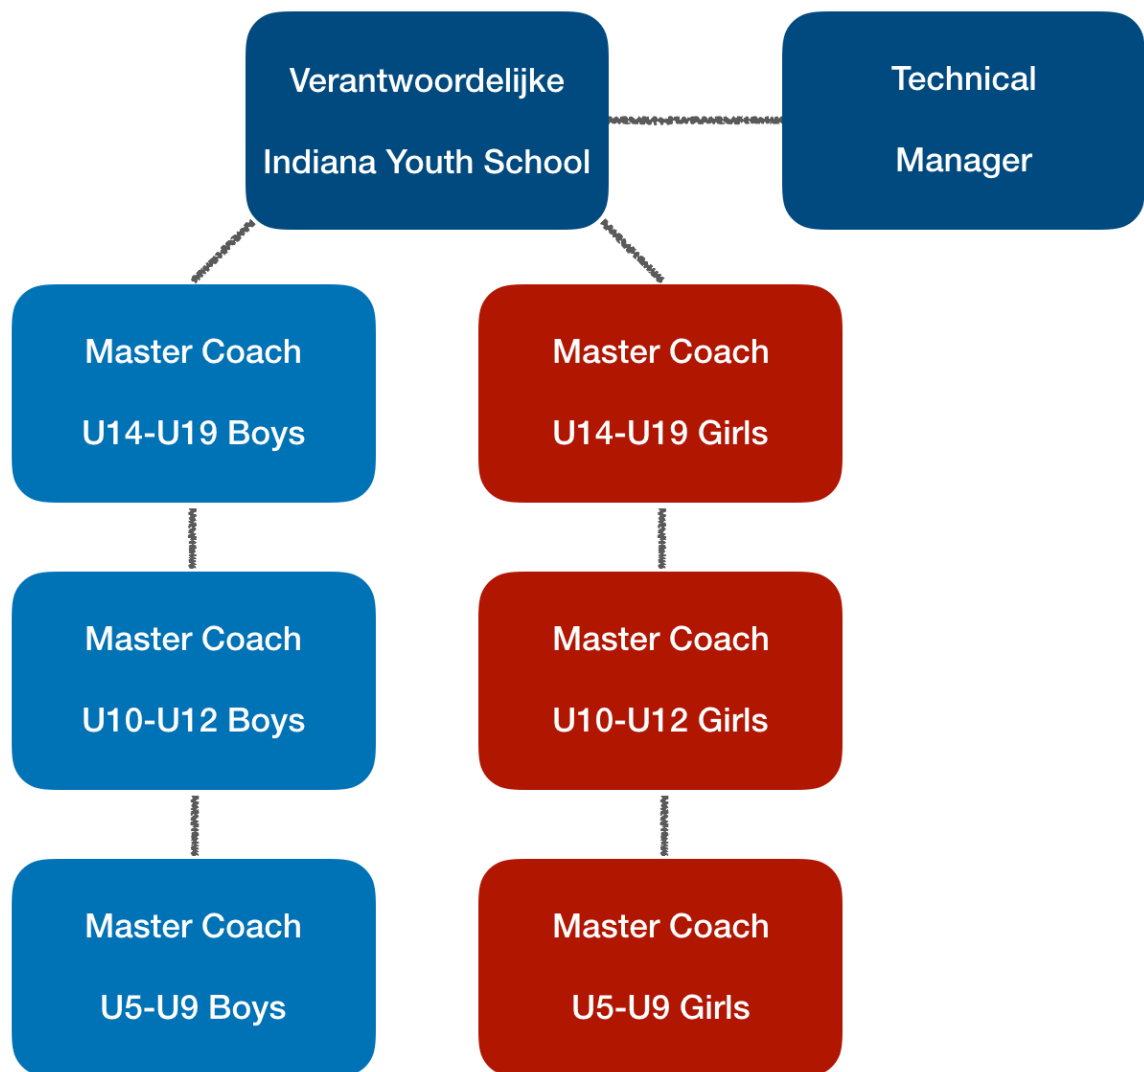 Verantwoordelijke
Indiana Youth School
Technical
Manager
Master Coach
U14-U19 Boys
Master Coach
U14-U19 Girls
Master Coach
U10-U12 Boys
Master Coach
U10-U12 Girls
Master Coach
U5-U9 Boys
Master Coach
U5-U9 Girls